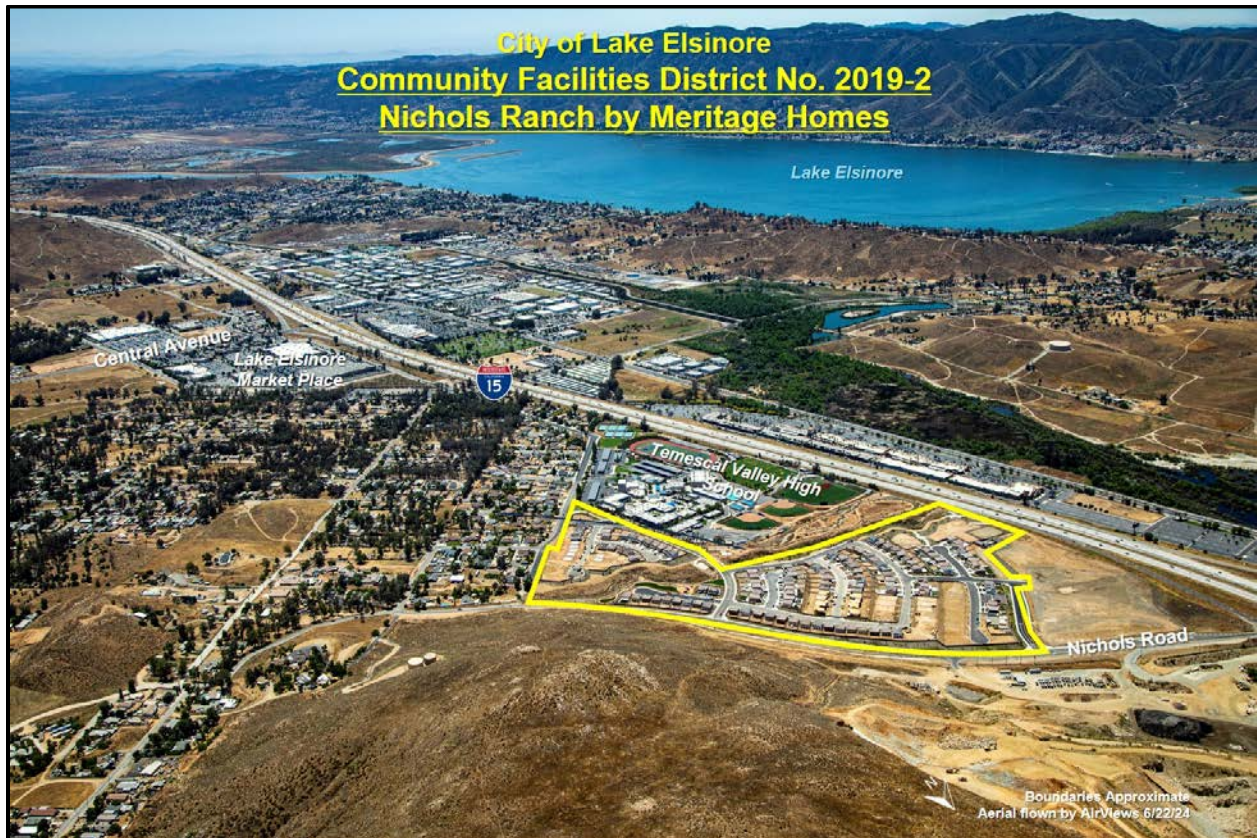 City of Lake Elsinore
Community Facilities District No. 2019-2
Nichols Ranch by Meritage Homes
Lake Elsinore
Central Avenue
Lake Elsinore
Market Place
15
Temescal Valley High
School
Nichols Road
N
Boundaries Approximate
Aerial flown by AirViews 6/22/24